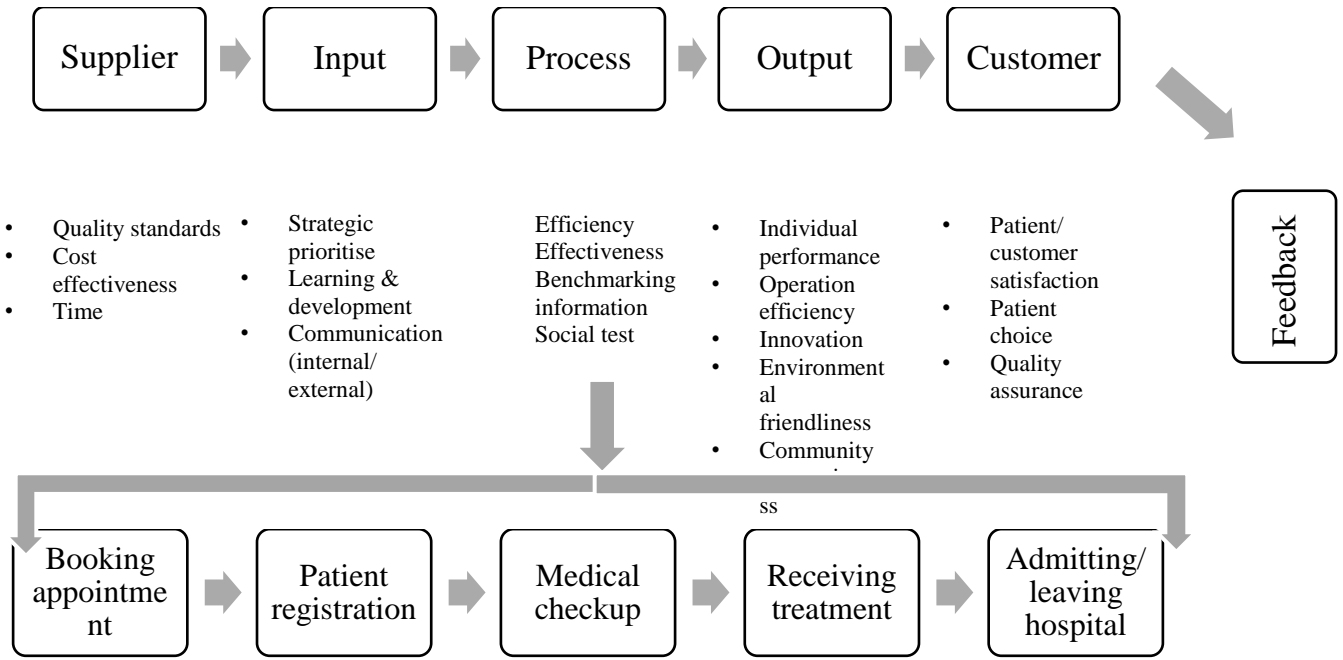 Supplier
Input
Process
Output
Customer
Feedback
• Quality standards
• Cost
effectiveness
• Time
• Strategic
prioritise
• Learning &
development
• Communication
(internal/
external)
Efficiency
Effectiveness
Benchmarking
information
Social test
• Individual
performance
• Operation
efficiency
• Innovation
• Environment
al
friendliness
• Community
ss
• Patient/
customer
satisfaction
• Patient
choice
• Quality
assurance
Booking
appointme
nt
Patient
registration
Medical
checkup
Receiving
treatment
Admitting/
leaving
hospital